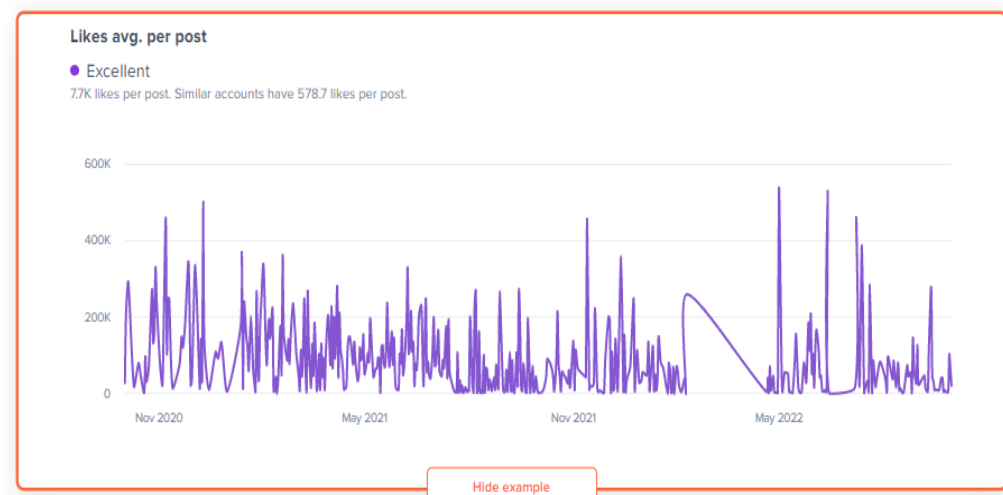 Likes avg. per post
Excellent
7.7K likes per post. Similar accounts have 578.7 likes per post.
600K
400K
200K
0
Nov 2020 May 2021 Nov 2021 May 2022
Hide example